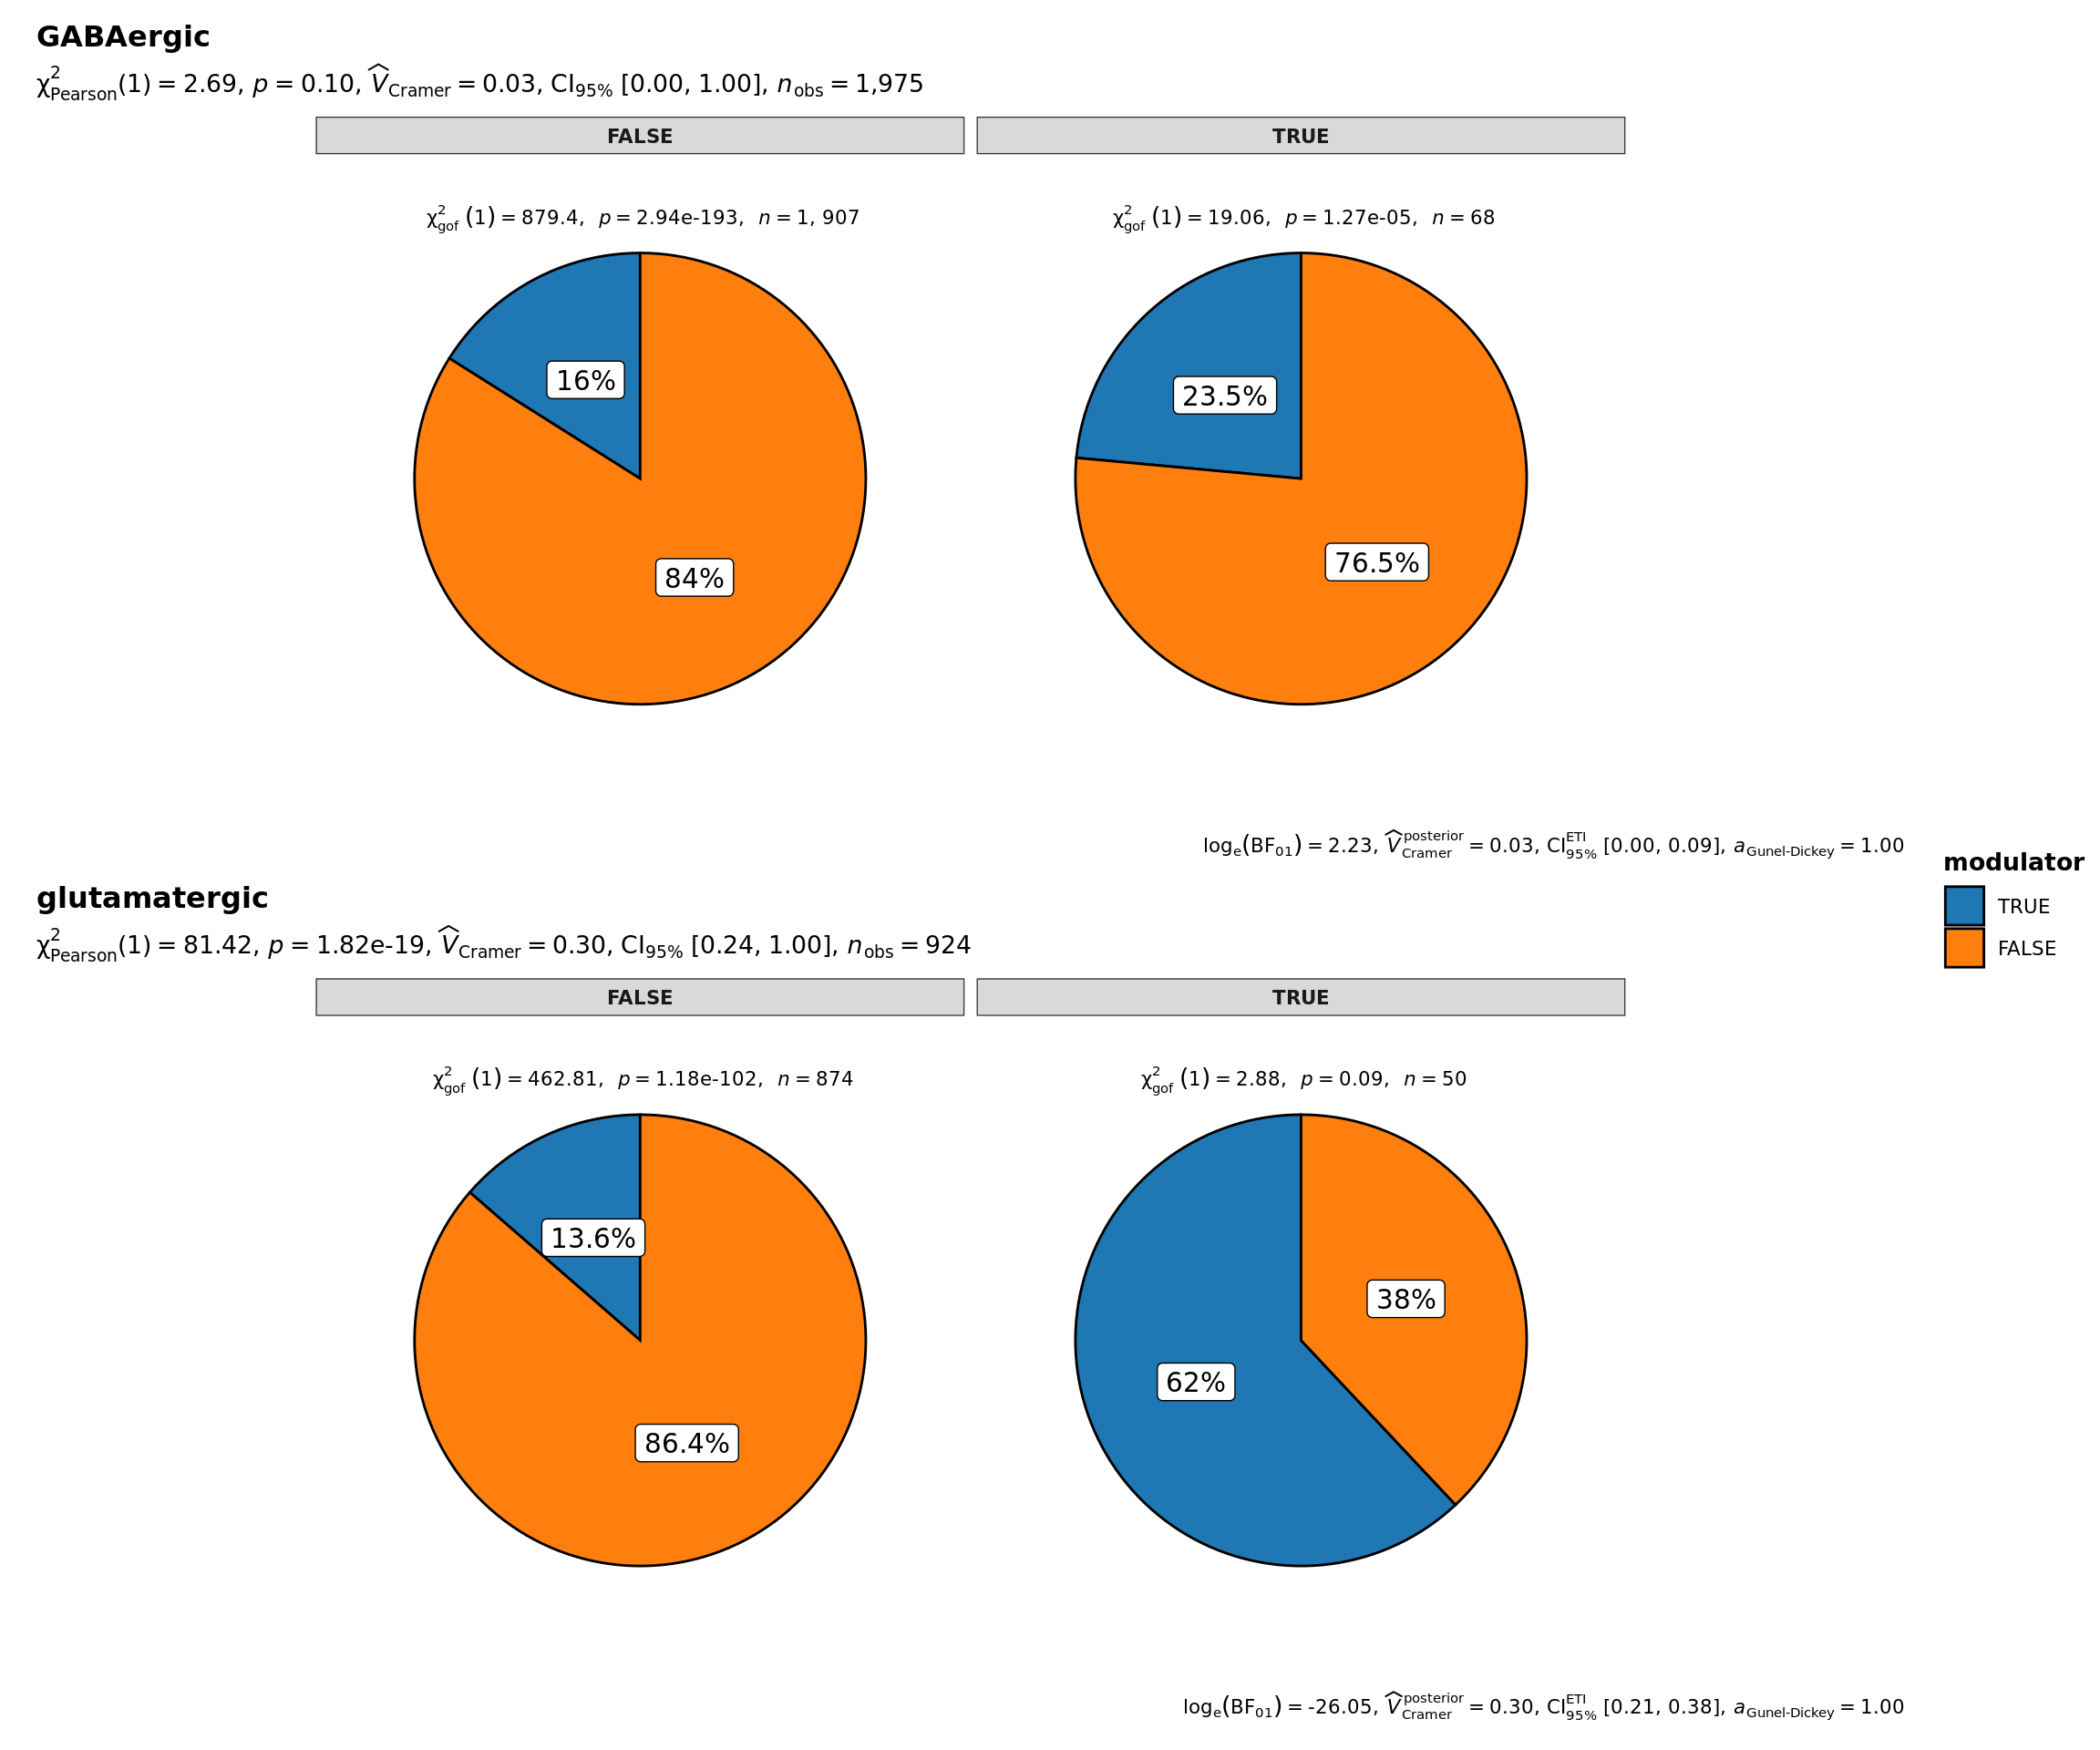 GABAergic
χ²Pearson(1) = 2.69, p = 0.10, V̂Cramer = 0.03, CI95% [0.00, 1.00], nobs = 1,975
FALSE TRUE
χ²gof (1) = 879.4, p = 2.94e-193, n = 1, 907 χ²gof (1) = 19.06, p = 1.27e-05, n = 68
16% 23.5%
84% 76.5%
loge(BF01) = 2.23, V̂posterior Cramer = 0.03, CIETI 95% [0.00, 0.09], aGunel-Dickey = 1.00
modulator
TRUE
FALSE
glutamatergic
χ²Pearson(1) = 81.42, p = 1.82e-19, V̂Cramer = 0.30, CI95% [0.24, 1.00], nobs = 924
FALSE TRUE
χ²gof (1) = 462.81, p = 1.18e-102, n = 874 χ²gof (1) = 2.88, p = 0.09, n = 50
13.6% 38%
86.4% 62%
loge(BF01) = -26.05, V̂posterior Cramer = 0.30, CIETI 95% [0.21, 0.38], aGunel-Dickey = 1.00